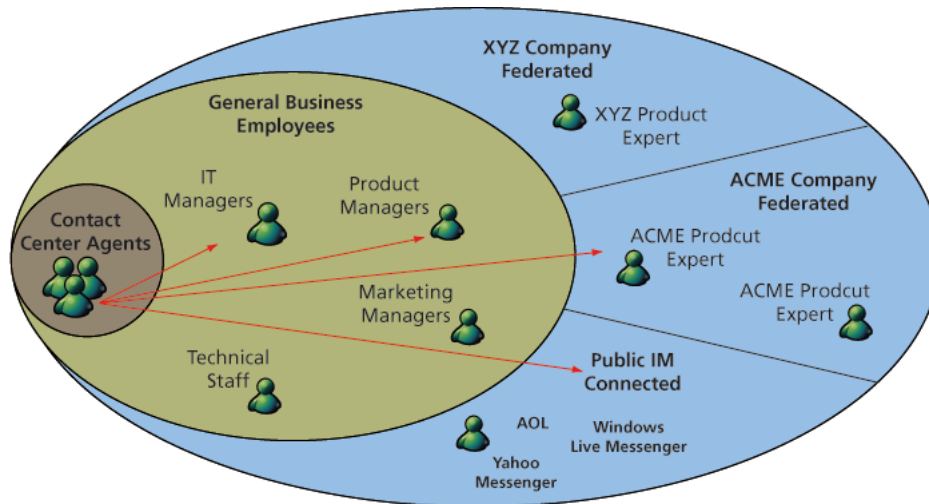 XYZ Company
Federated
XYZ Product
Expert
General Business
Employees
IT
Managers
Product
Managers
ACME Company
Federated
Contact
Center Agents
ACME Prodcut
Expert
Marketing
Managers
ACME Prodcut
Expert
Technical
Staff
Public IM
Connected
AOL
Windows
Live Messenger
Yahoo
Messenger